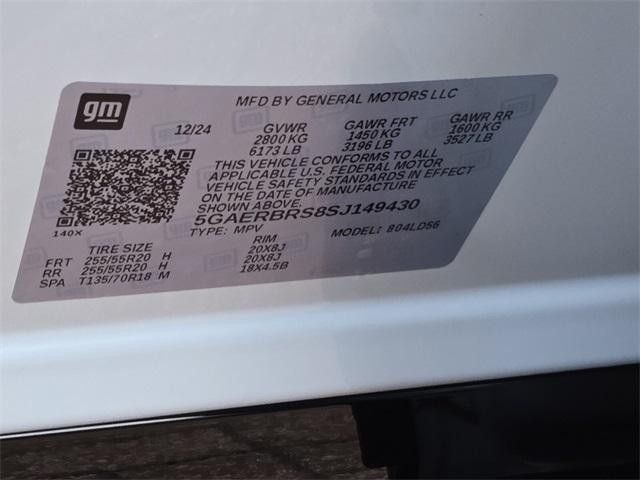 gm
MFD BY GENERAL MOTORS LLC
12/24 GVWR GAWR FRT GAWR RR
2800 KG 1450 KG 1600 KG
6173 LB 3196 LB 3527 LB
THIS VEHICLE CONFORMS TO ALL
APPLICABLE U.S. FEDERAL MOTOR
VEHICLE SAFETY STANDARDS IN EFFECT
ON THE DATE OF MANUFACTURE
SHOWN ABOVE.
5GAERBRS8SJ149430
140X TYPE: MPV MODEL: 804LD56
TIRE SIZE RIM
FRT 255/55R20 H 20X8J
RR 255/55R20 H 20X8J
SPA T135/70R18 M 18X4.5B